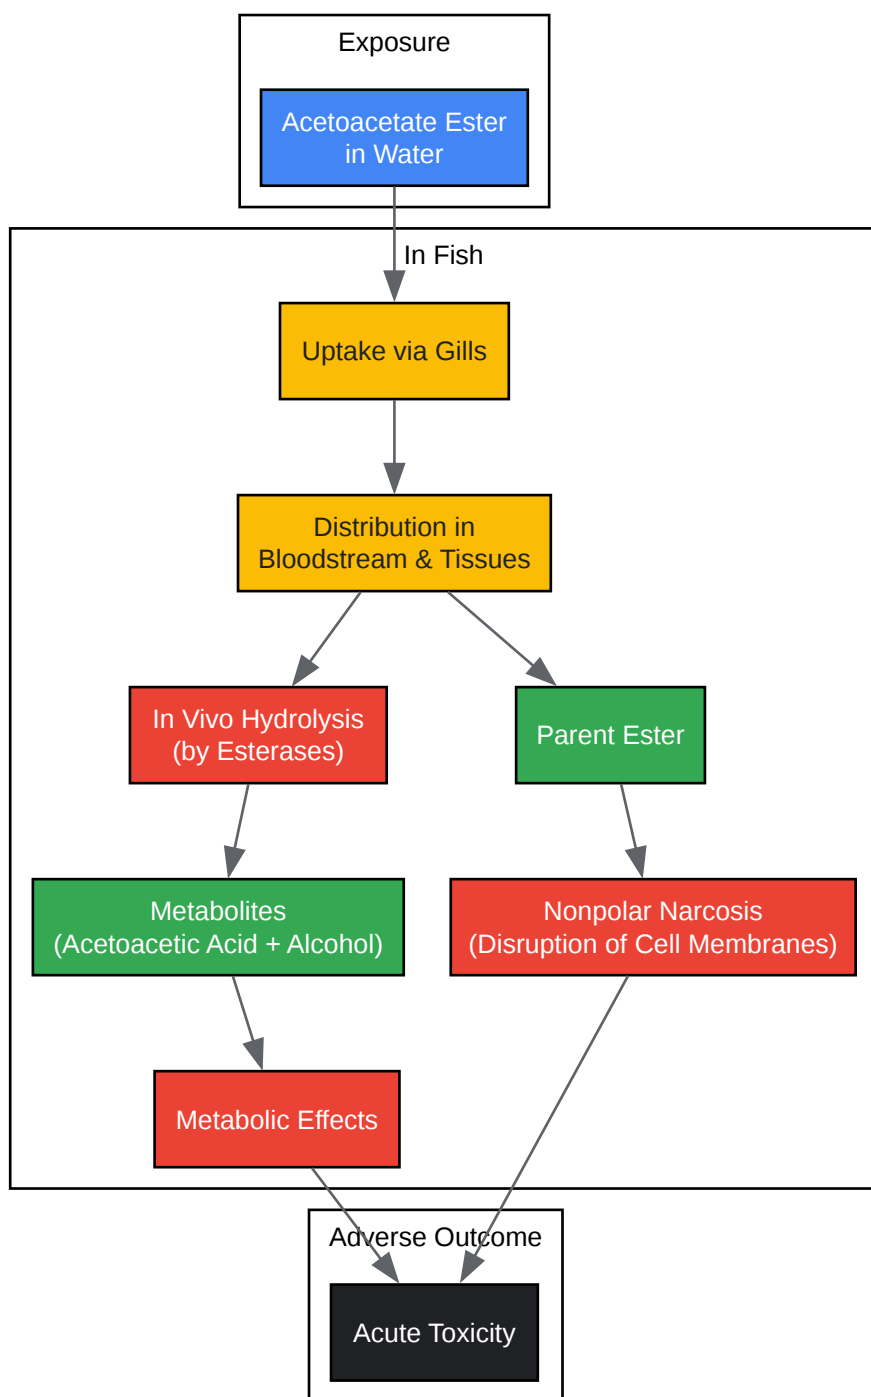 Exposure
Acetoacetate Ester
in Water
In Fish
Uptake via Gills
Distribution in
Bloodstream & Tissues
In Vivo Hydrolysis
(by Esterases)
Parent Ester
Metabolites
(Acetoacetic Acid + Alcohol)
Nonpolar Narcosis
(Disruption of Cell Membranes)
Metabolic Effects
Adverse Outcome
Acute Toxicity